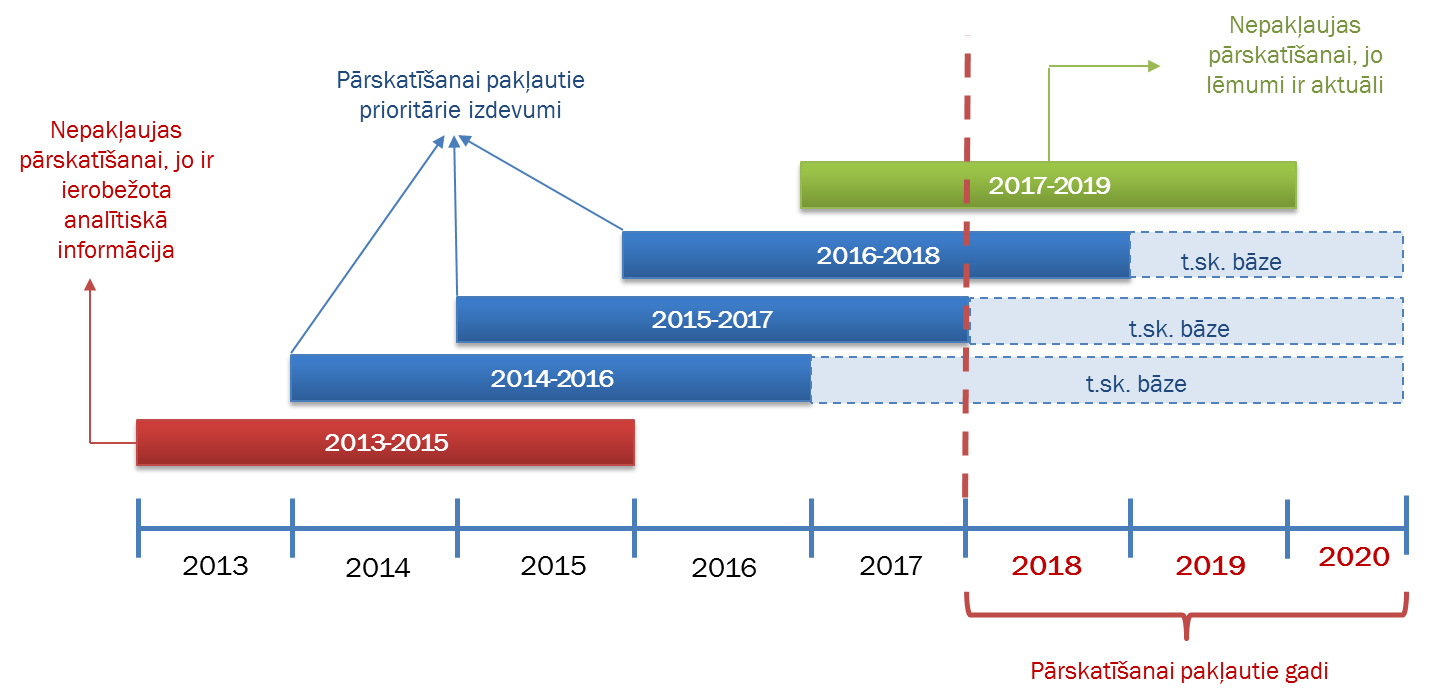 Nepakļaujas
pārskatīšanai, jo
lēmumi ir aktuāli
Pārskatīšanai pakļautie
prioritārie izdevumi
Nepakļaujas
pārskatīšanai, jo ir
ierobežota
analītiskā
informācija
2017-2019
2016-2018
t.sk. bāze
2015-2017
t.sk. bāze
2014-2016
t.sk. bāze
2013-2015
2013 2014 2015 2016 2017 2018 2019 2020
Pārskatīšanai pakļautie gadi